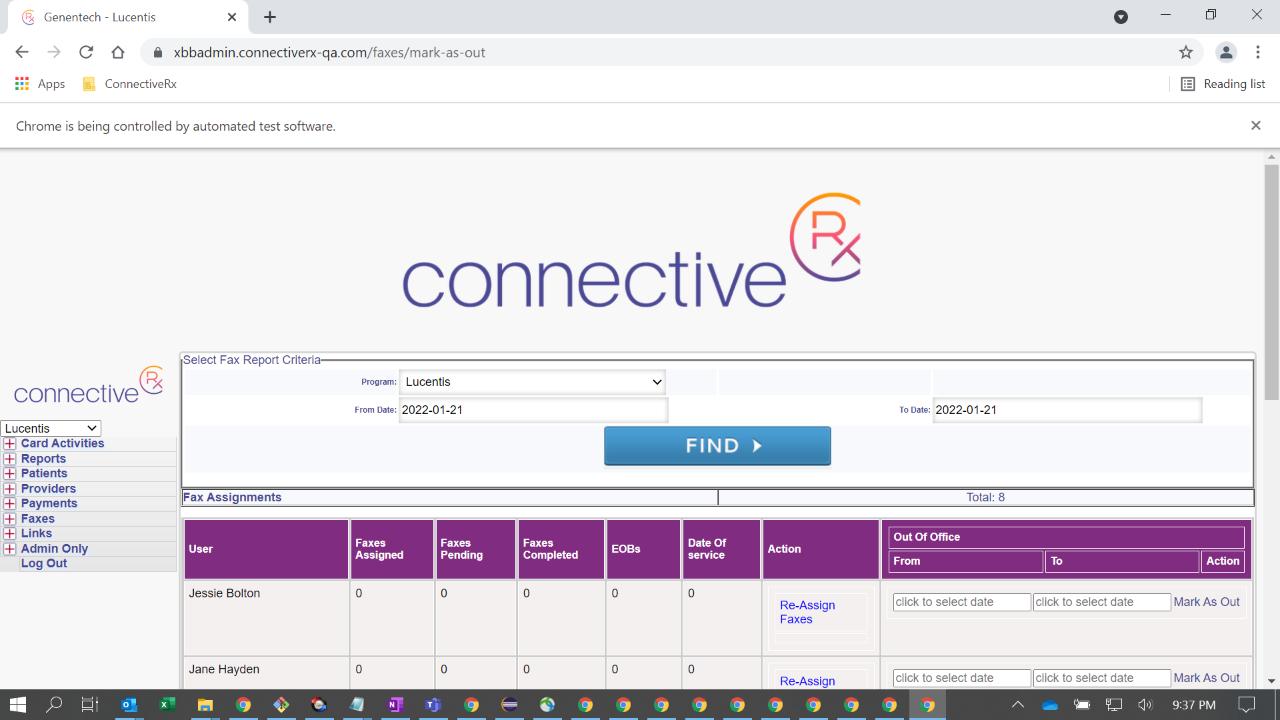 Genentech - Lucentis
xbbadmin.connectiverx-qa.com/faxes/mark-as-out
Apps
ConnectiveRx
Reading list
Chrome is being controlled by automated test software.
connective Rx
connective Rx
Lucentis
Card Activities
Reports
Patients
Providers
Payments
Faxes
Links
Admin Only
Log Out
Select Fax Report Criteria
Program: Lucentis
From Date: 2022-01-21 To Date: 2022-01-21
FIND
Fax Assignments Total: 8
User Faxes Assigned Faxes Pending Faxes Completed EOBs Date Of service Action Out Of Office
From To Action
Jessie Bolton 0 0 0 0 0 Re-Assign Faxes click to select date click to select date Mark As Out
Jane Hayden 0 0 0 0 0 Re-Assign click to select date click to select date Mark As Out
9:37 PM